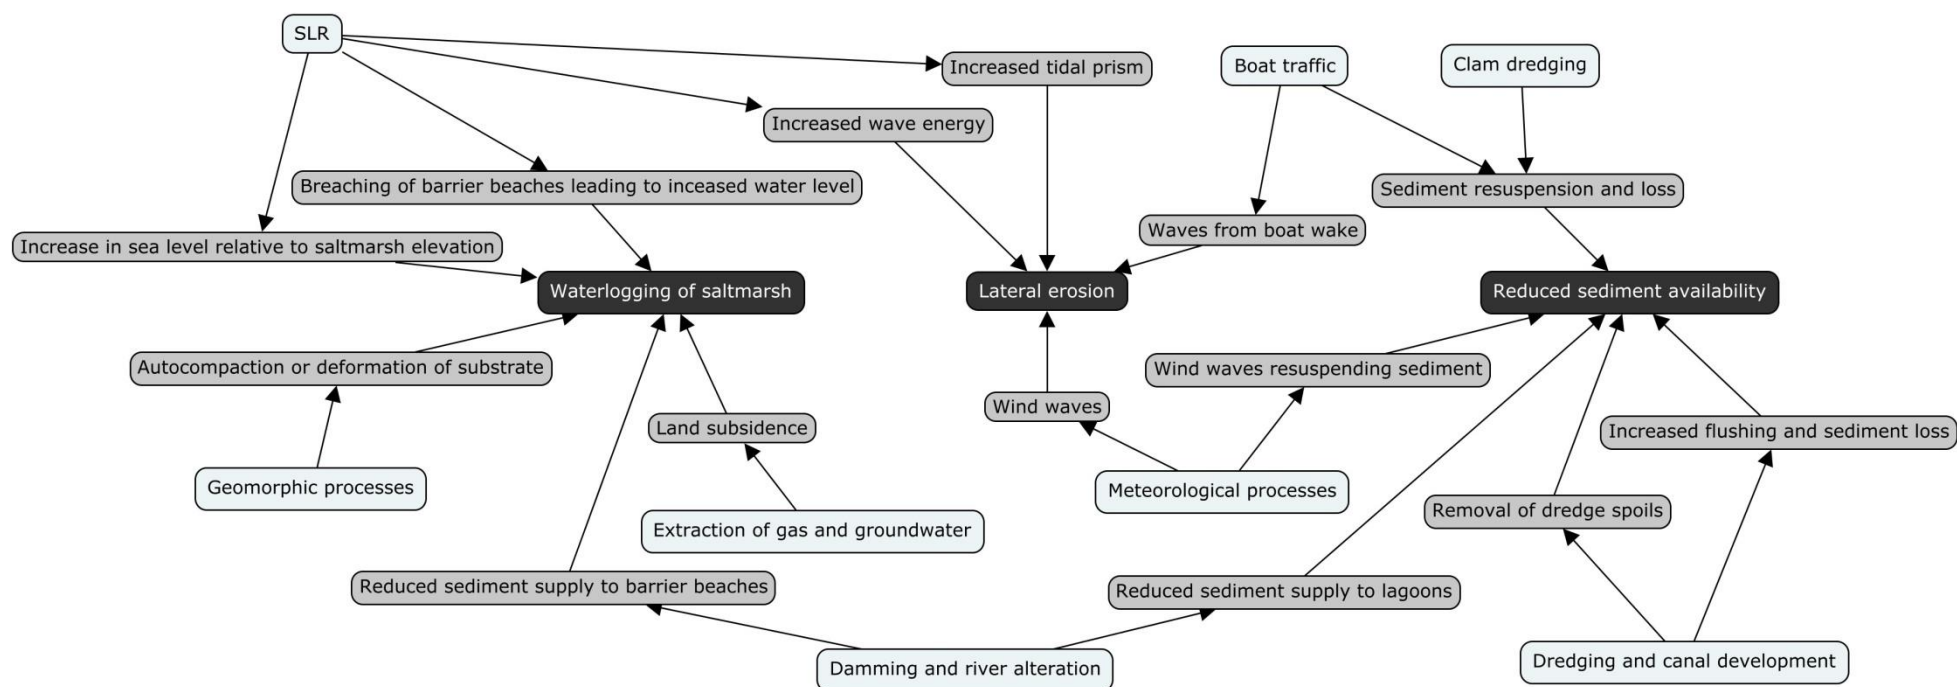 SLR
Increased tidal prism
Boat traffic
Clam dredging
Increased wave energy
Breaching of barrier beaches leading to inceased water level
Sediment resuspension and loss
Increase in sea level relative to saltmarsh elevation
Waves from boat wake
Waterlogging of saltmarsh
Lateral erosion
Reduced sediment availability
Autocompaction or deformation of substrate
Wind waves resuspending sediment
Wind waves
Land subsidence
Increased flushing and sediment loss
Geomorphic processes
Meteorological processes
Removal of dredge spoils
Extraction of gas and groundwater
Reduced sediment supply to barrier beaches
Reduced sediment supply to lagoons
Damming and river alteration
Dredging and canal development